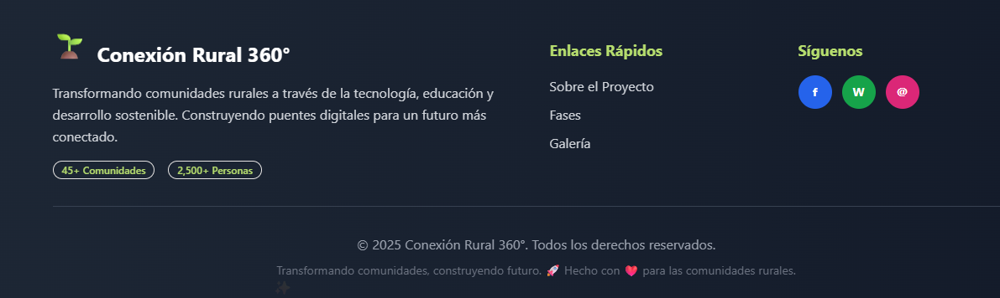 Conexión Rural 360°
Transformando comunidades rurales a través de la tecnología, educación y
desarrollo sostenible. Construyendo puentes digitales para un futuro más
conectado.
45+ Comunidades
2,500+ Personas
Enlaces Rápidos
Sobre el Proyecto
Fases
Galería
Síguenos
f W @
© 2025 Conexión Rural 360°. Todos los derechos reservados.
Transformando comunidades, construyendo futuro. 🚀 Hecho con 💖 para las comunidades rurales.
✨